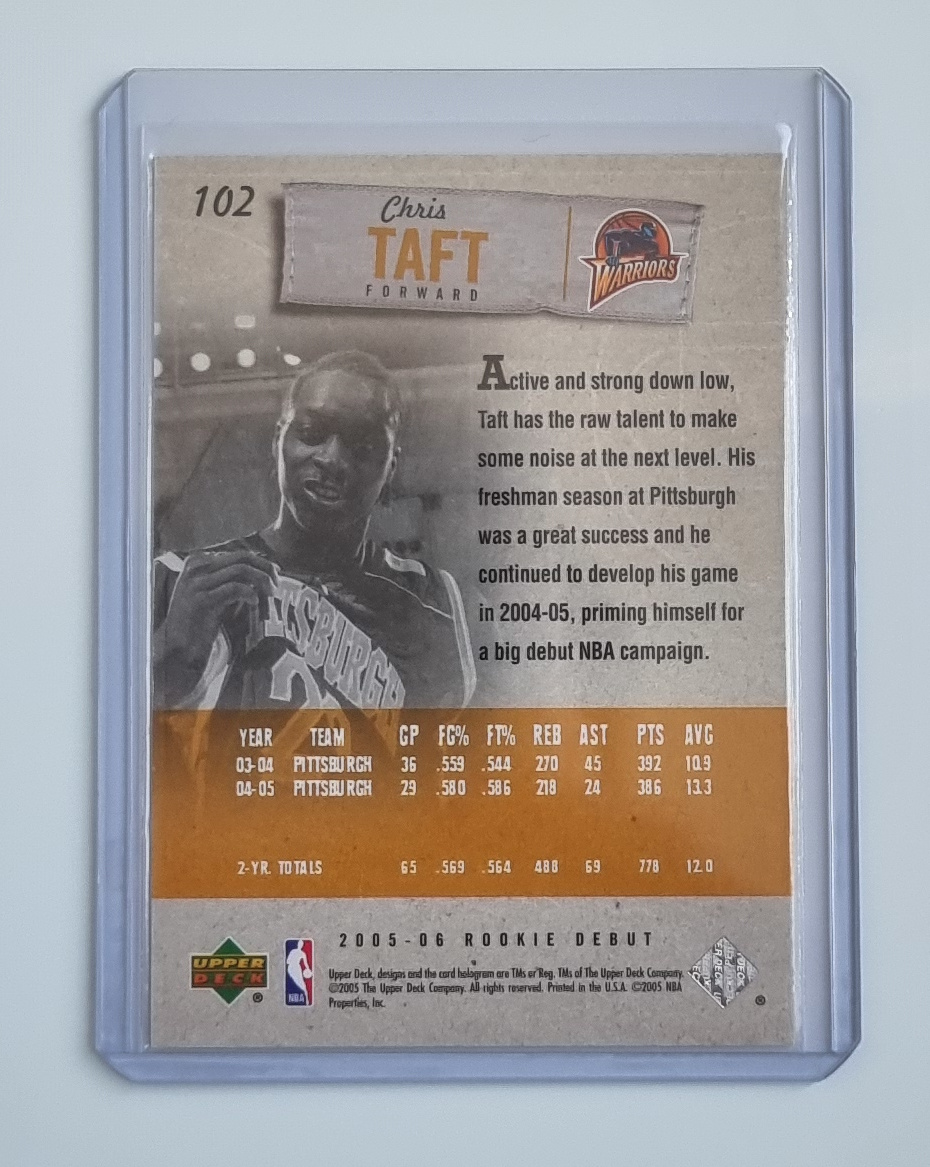 102
Chris
TAFT
FORWARD
WARRIORS
Active and strong down low,
Taft has the raw talent to make
some noise at the next level. His
freshman season at Pittsburgh
was a great success and he
continued to develop his game
in 2004-05, priming himself for
a big debut NBA campaign.
TSBURGH
2
YEAR TEAM GP FG% FT% REB AST PTS AVG
03-04 PITTSBURGH 36 .559 .544 270 45 392 10.9
04-05 PITTSBURGH 29 .580 .586 218 24 386 13.3
2-YR. TOTALS 65 .569 .564 488 69 778 12.0
2005-06 ROOKIE DEBUT
UPPER
DECK ®
NBA
Upper Deck, designs and the card hologram are TMs or Reg. TMs of The Upper Deck Company.
©2005 The Upper Deck Company. All rights reserved. Printed in the U.S.A. ©2005 NBA
Properties, Inc.
®